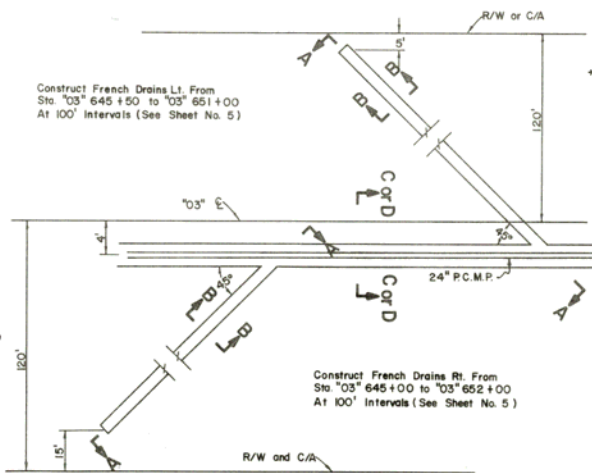 R/W or C/A
5'
A
B
B
Construct French Drains Lt. From
Sta. "03" 645+50 to "03" 651+00
At 100' Intervals (See Sheet No. 5)
120'
C or D
"03" ℄
4'
A
45°
24" P.C.M.P.
45°
B
C or D
A
B
120'
Construct French Drains Rt. From
Sta. "03" 645+00 to "03" 652+00
At 100' Intervals (See Sheet No. 5)
15'
A
R/W and C/A